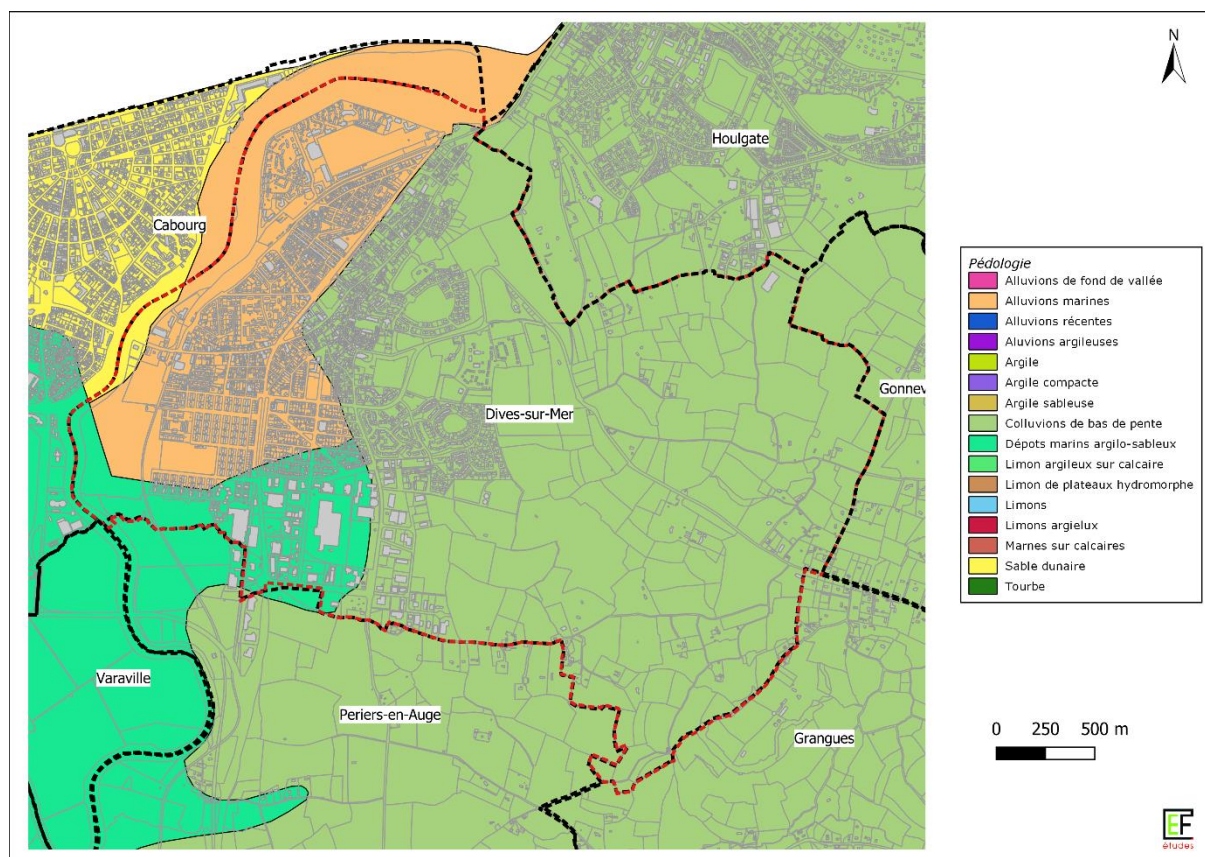 N
Houlgate
Cabourg
Gonnev
Dives-sur-Mer
Varaville
Periers-en-Auge
Grangues
Pédologie
Alluvions de fond de vallée
Alluvions marines
Alluvions récentes
Aluvions argileuses
Argile
Argile compacte
Argile sableuse
Colluvions de bas de pente
Dépots marins argilo-sableux
Limon argileux sur calcaire
Limon de plateaux hydromorphe
Limons
Limons argielux
Marnes sur calcaires
Sable dunaire
Tourbe
0 250 500 m
EF
études